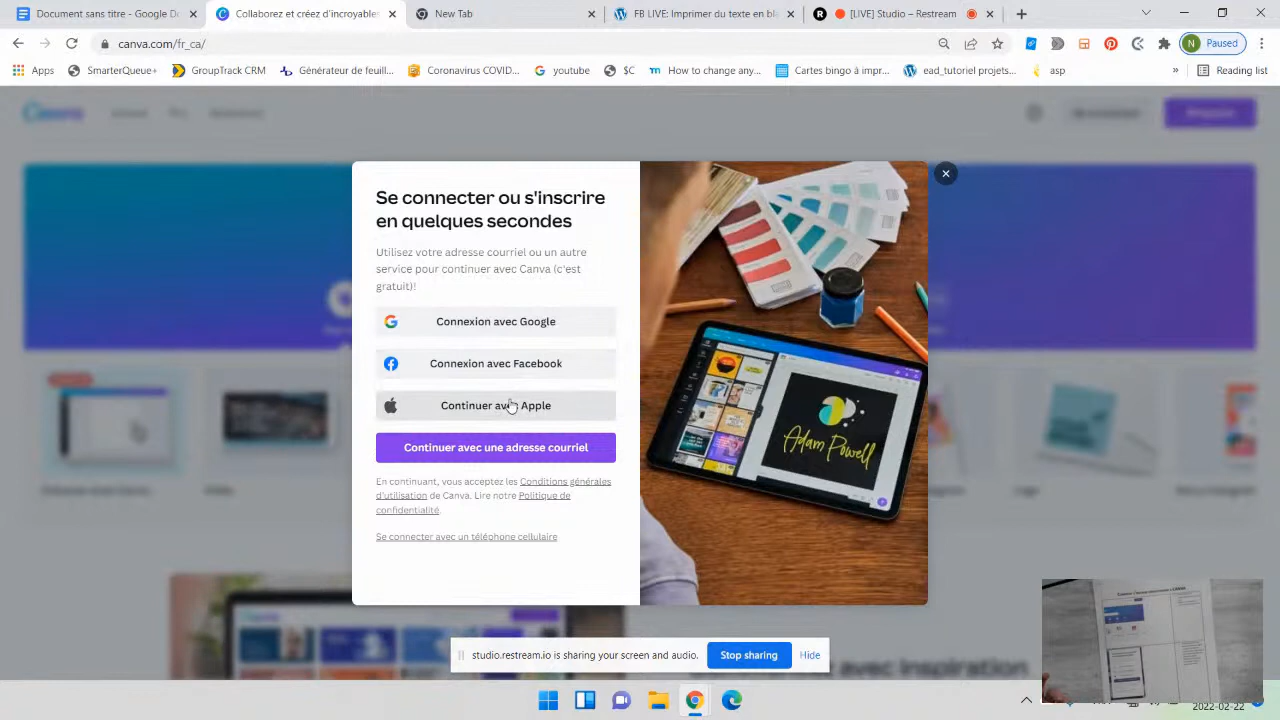 Document sans titre - Google Do
Collaborez et créez d'incroyables
New Tab
FB LIVE: Imprimer du texte en bl
[LIVE] Studio – Restream
canva.com/fr_ca/
N Paused
Apps
SmarterQueue+
GroupTrack CRM
Générateur de feuill...
Coronavirus COVID
youtube
$C
How to change any...
Cartes bingo à impr...
ead_tutoriel projets...
asp
»
Reading list
Se connecter ou s'inscrire
en quelques secondes
Utilisez votre adresse courriel ou un autre
service pour continuer avec Canva (c'est
gratuit)!
Connexion avec Google
Connexion avec Facebook
Continuer avec Apple
Continuer avec une adresse courriel
En continuant, vous acceptez les Conditions générales
d'utilisation de Canva. Lire notre Politique de
confidentialité.
Se connecter avec un téléphone cellulaire
Adam Powell
avec inspiration
studio.restream.io is sharing your screen and audio.
Stop sharing
Hide
2022-02-22